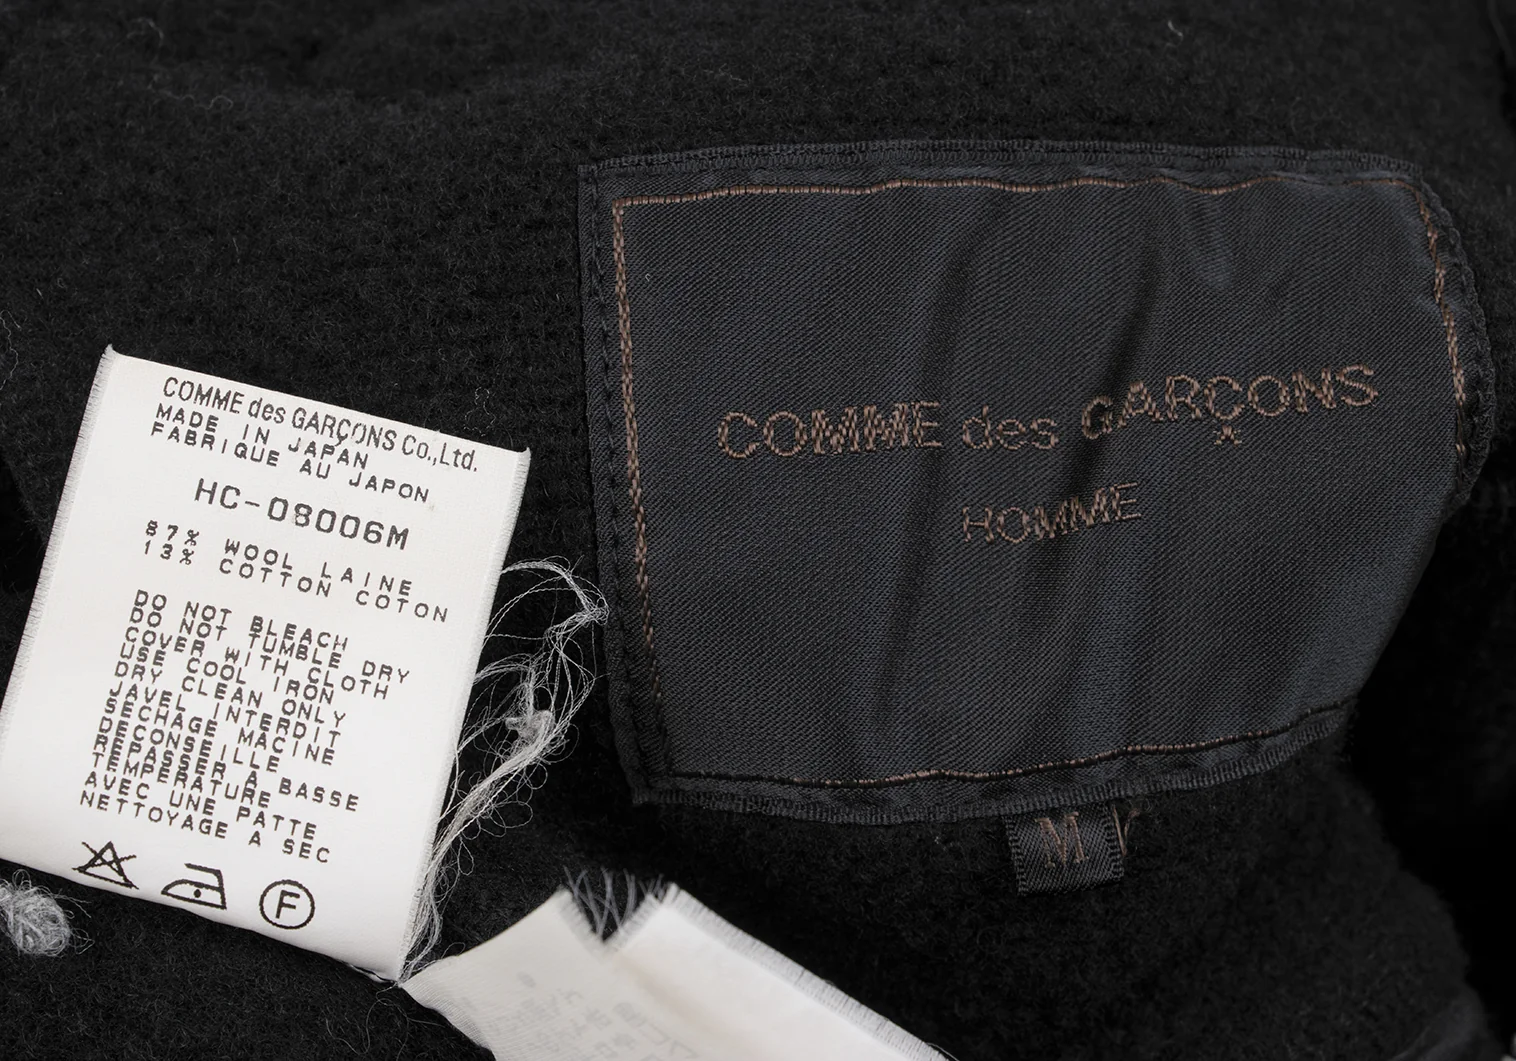 COMME des GARÇONS Co.,Ltd.
MADE IN JAPAN
FABRIQUE AU JAPON
HC-08006M
87% WOOL LAINE
13% COTTON COTON
DO NOT BLEACH
DO NOT TUMBLE DRY
COVER WITH CLOTH
USE COOL IRON
DRY CLEAN ONLY
JAVEL INTERDIT
SECHAGE MACINE
DECONSEILLE
REPASSER A BASSE
TEMPERATURE
AVEC UNE PATTE
NETTOYAGE A SEC
F
COMME des GARÇONS
HOMME
M